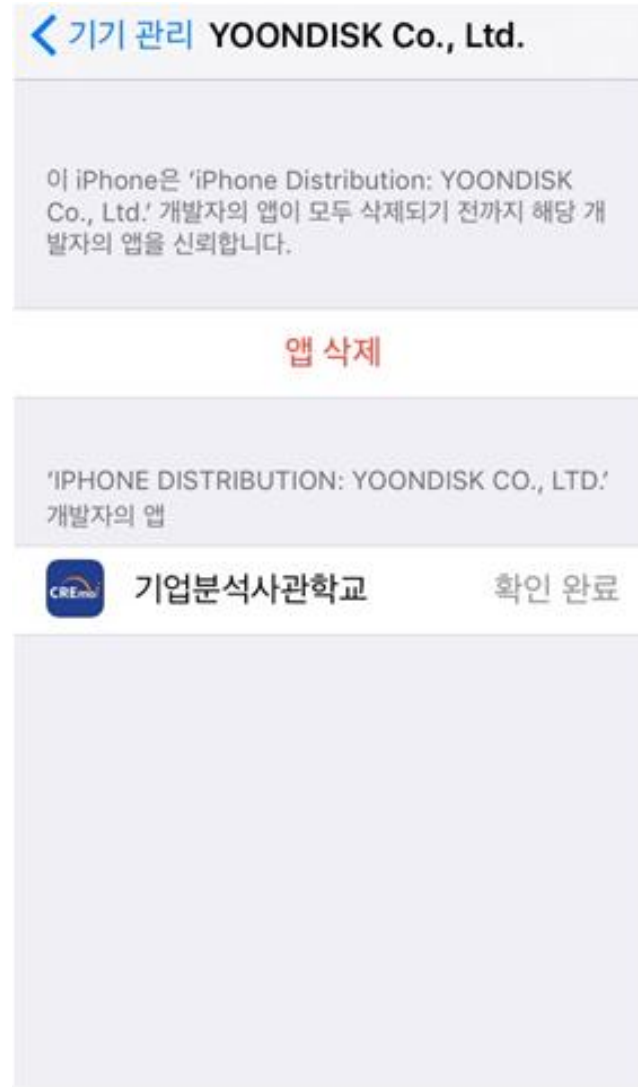 기기 관리 YOONDISK Co., Ltd.
이 iPhone은 ‘iPhone Distribution: YOONDISK
Co., Ltd.’ 개발자의 앱이 모두 삭제되기 전까지 해당 개
발자의 앱을 신뢰합니다.
앱 삭제
‘IPHONE DISTRIBUTION: YOONDISK CO., LTD.’
개발자의 앱
CREmoi 기업분석사관학교 확인 완료